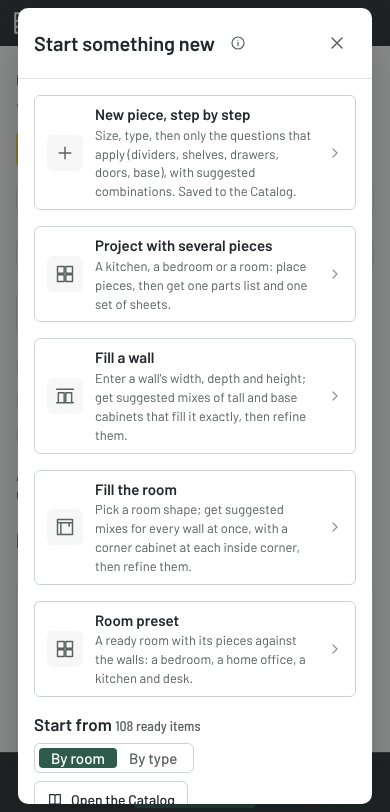 Start something new
New piece, step by step
Size, type, then only the questions that
apply (dividers, shelves, drawers,
doors, base), with suggested
combinations. Saved to the Catalog.
Project with several pieces
A kitchen, a bedroom or a room: place
pieces, then get one parts list and one
set of sheets.
Fill a wall
Enter a wall's width, depth and height;
get suggested mixes of tall and base
cabinets that fill it exactly, then refine
them.
Fill the room
Pick a room shape; get suggested
mixes for every wall at once, with a
corner cabinet at each inside corner,
then refine them.
Room preset
A ready room with its pieces against
the walls: a bedroom, a home office, a
kitchen and desk.
Start from 108 ready items
By room By type
Open the Catalog